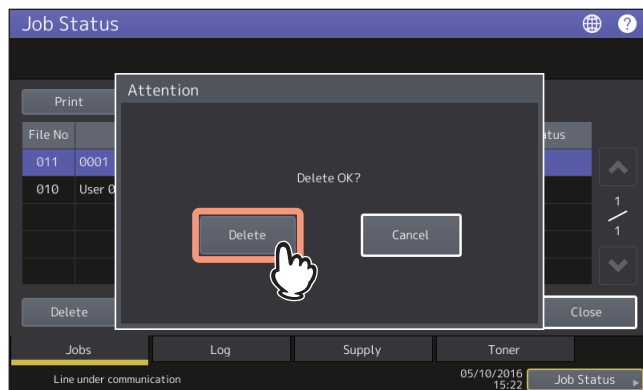 Job Status
?
Attention
Print
File No
011 0001
010 User 0
Delete OK?
Delete Cancel
1
1
Delete Close
Jobs Log Supply Toner
Line under communication 05/10/2016
15:22
Job Status